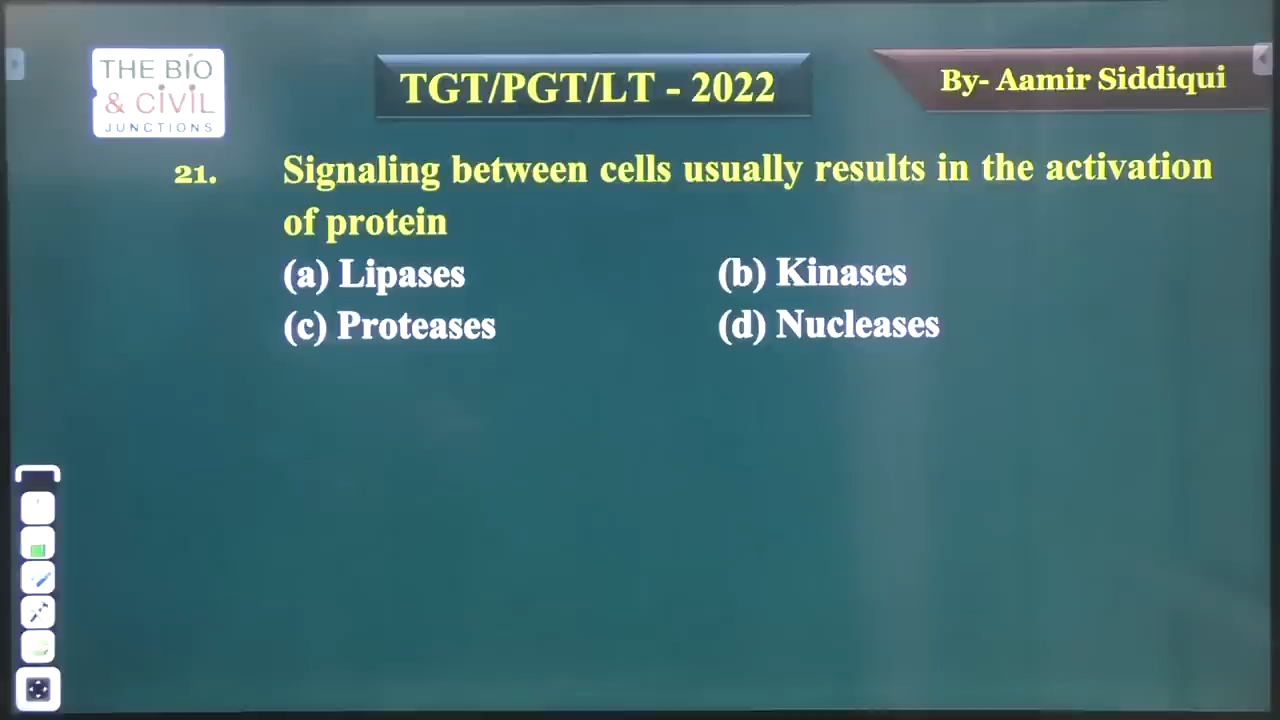 THE BIO
& CIVIL
JUNCTIONS
TGT/PGT/LT - 2022
By- Aamir Siddiqui
21. Signaling between cells usually results in the activation
of protein
(a) Lipases (b) Kinases
(c) Proteases (d) Nucleases